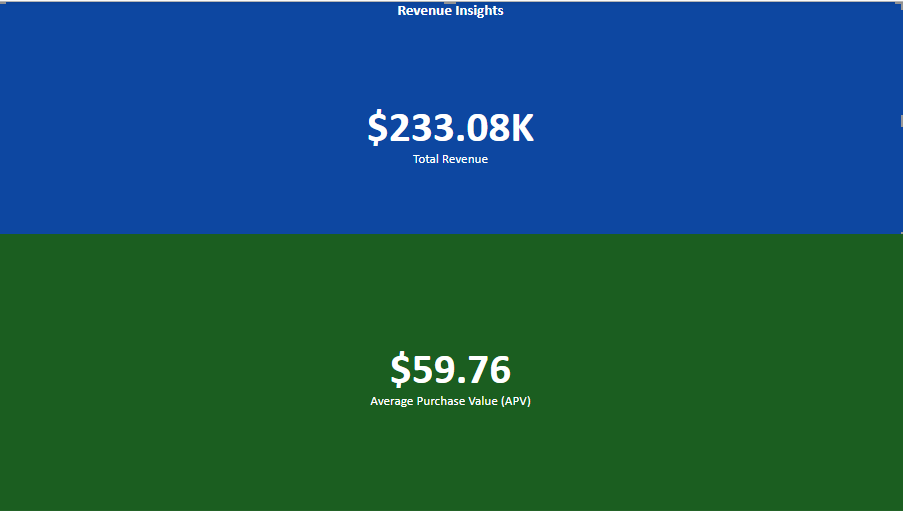 Revenue Insights
$233.08K
Total Revenue
$59.76
Average Purchase Value (APV)